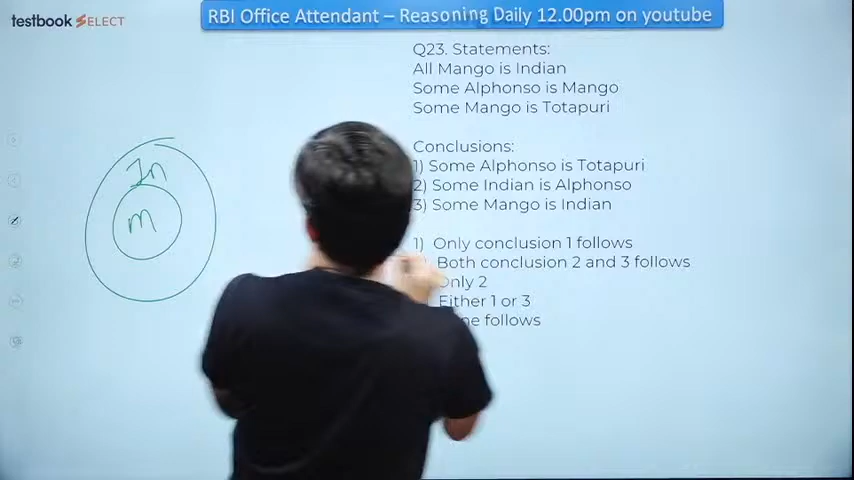 testbook SELECT
RBI Office Attendant – Reasoning Daily 12.00pm on youtube
Q23. Statements:
All Mango is Indian
Some Alphonso is Mango
Some Mango is Totapuri
Conclusions:
1) Some Alphonso is Totapuri
2) Some Indian is Alphonso
3) Some Mango is Indian
1) Only conclusion 1 follows
Both conclusion 2 and 3 follows
2
Either 1 or 3
follows
In
m